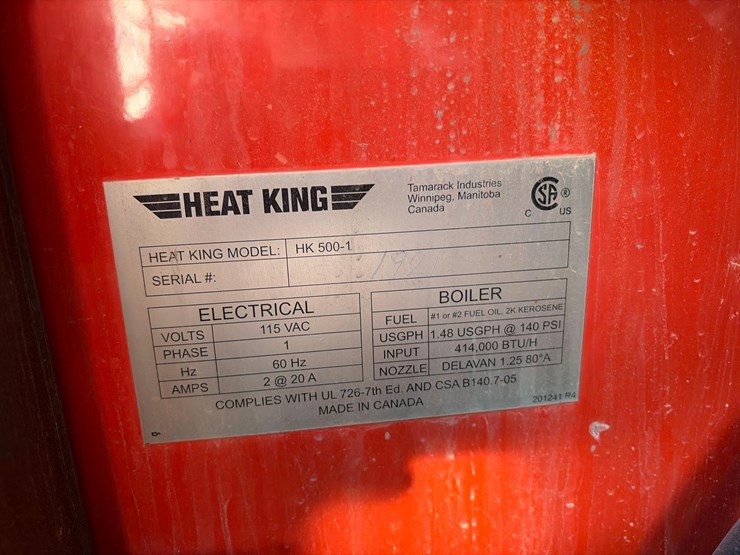 HEAT KING
Tamarack Industries
Winnipeg, Manitoba
Canada
SA ®
C US
HEAT KING MODEL: HK 500-1
SERIAL #:
ELECTRICAL
VOLTS 115 VAC
PHASE 1
Hz 60 Hz
AMPS 2 @ 20 A
BOILER
FUEL #1 or #2 FUEL OIL, 2K KEROSENE
USGPH 1.48 USGPH @ 140 PSI
INPUT 414,000 BTU/H
NOZZLE DELAVAN 1.25 80°A
COMPLIES WITH UL 726-7th Ed. AND CSA B140.7-05
MADE IN CANADA
201241 R4